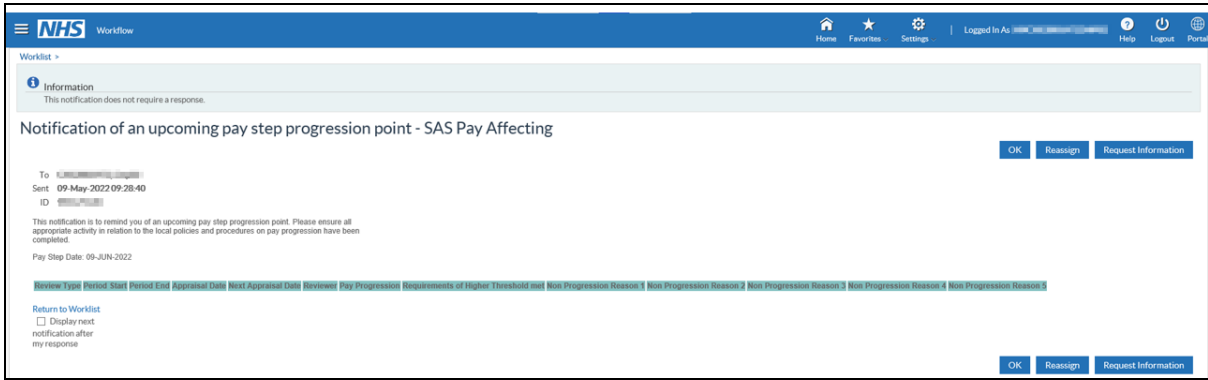 NHS Workflow Home Favorites Settings | Logged In As Help Logout Portal
Worklist >
Information
This notification does not require a response.
Notification of an upcoming pay step progression point - SAS Pay Affecting
OK Reassign Request Information
To
Sent 09-May-2022 09:28:40
ID
This notification is to remind you of an upcoming pay step progression point. Please ensure all
appropriate activity in relation to the local policies and procedures on pay progression have been
completed.
Pay Step Date: 09-JUN-2022
Review Type Period Start Period End Appraisal Date Next Appraisal Date Reviewer Pay Progression Requirements of Higher Threshold met Non Progression Reason 1 Non Progression Reason 2 Non Progression Reason 3 Non Progression Reason 4 Non Progression Reason 5
Return to Worklist
Display next
notification after
my response
OK Reassign Request Information